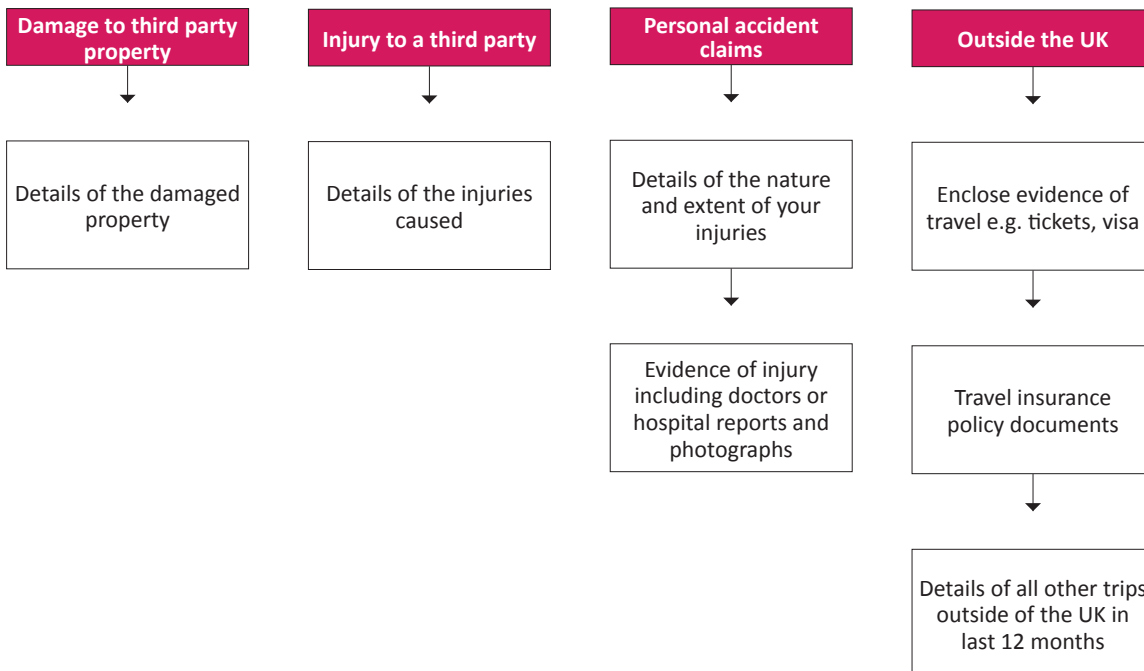 Damage to third party
property
Injury to a third party
Personal accident
claims
Outside the UK
Details of the damaged
property
Details of the injuries
caused
Details of the nature
and extent of your
injuries
Enclose evidence of
travel e.g. tickets, visa
Evidence of injury
including doctors or
hospital reports and
photographs
Travel insurance
policy documents
Details of all other trips
outside of the UK in
last 12 months